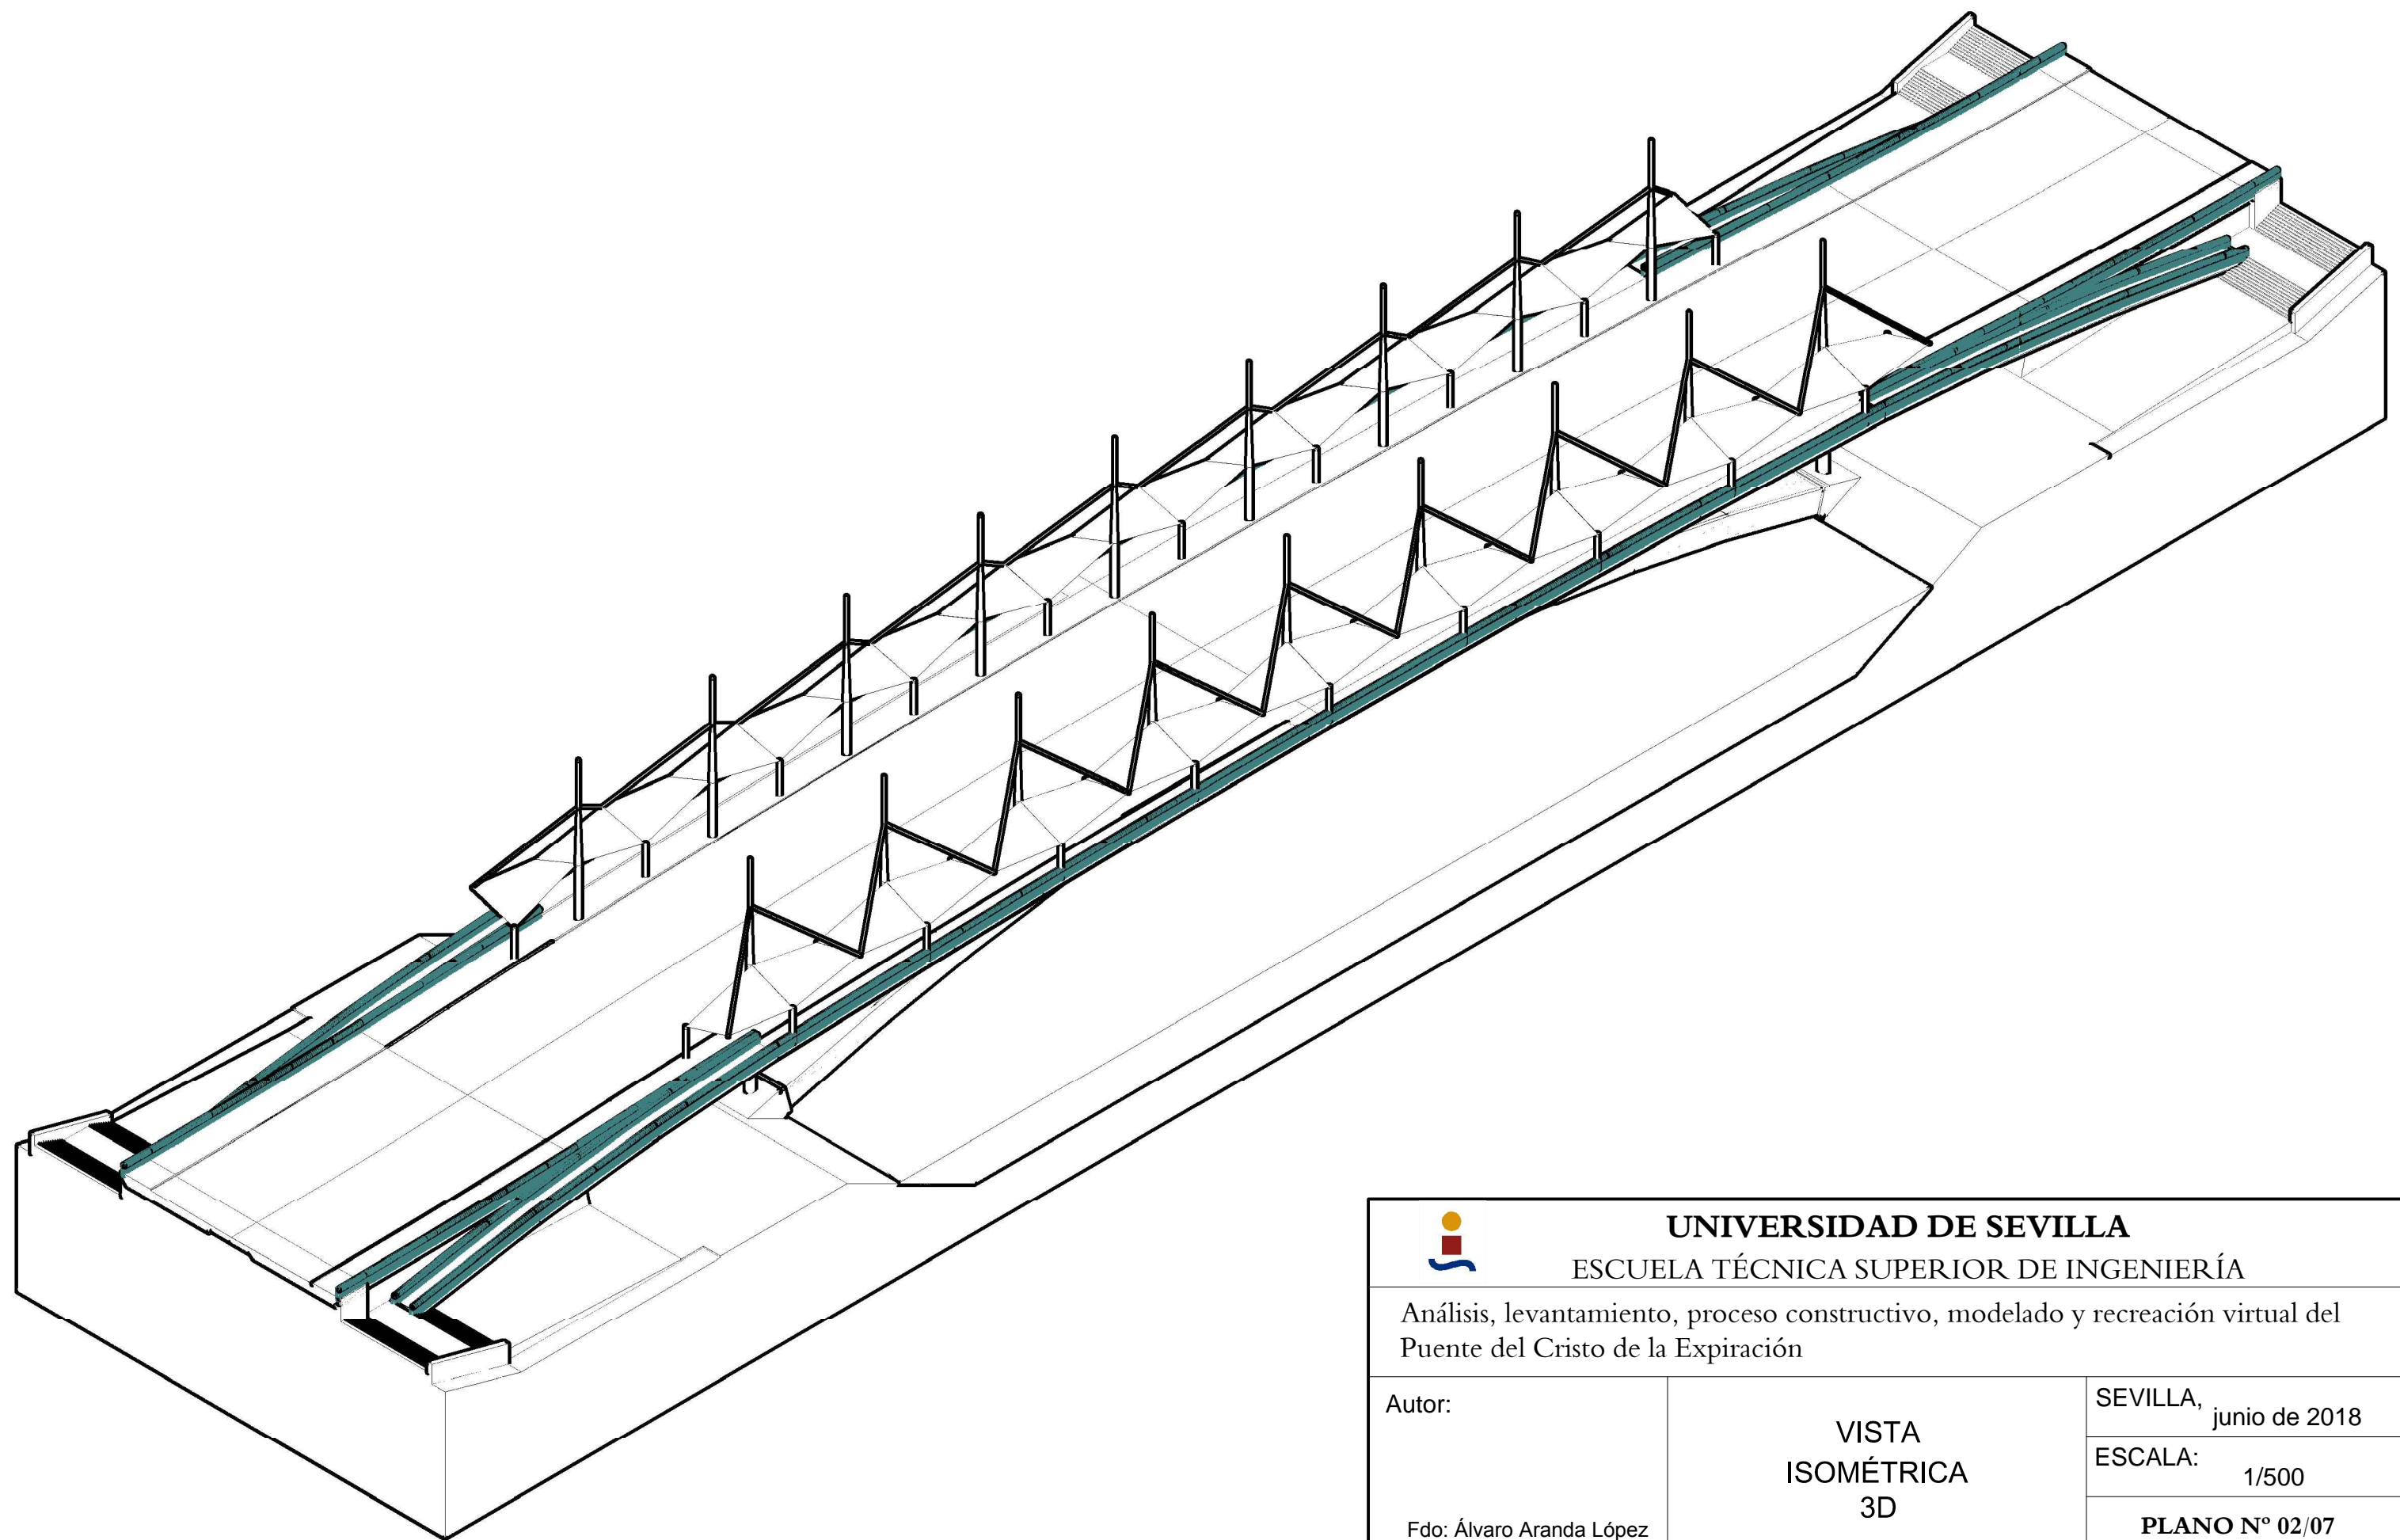 UNIVERSIDAD DE SEVILLA
ESCUELA TÉCNICA SUPERIOR DE INGENIERÍA
Análisis, levantamiento, proceso constructivo, modelado y recreación virtual del
Puente del Cristo de la Expiración
Autor:
Fdo: Álvaro Aranda López
VISTA
ISOMÉTRICA
3D
SEVILLA,
junio de 2018
ESCALA:
1/500
PLANO Nº 02/07